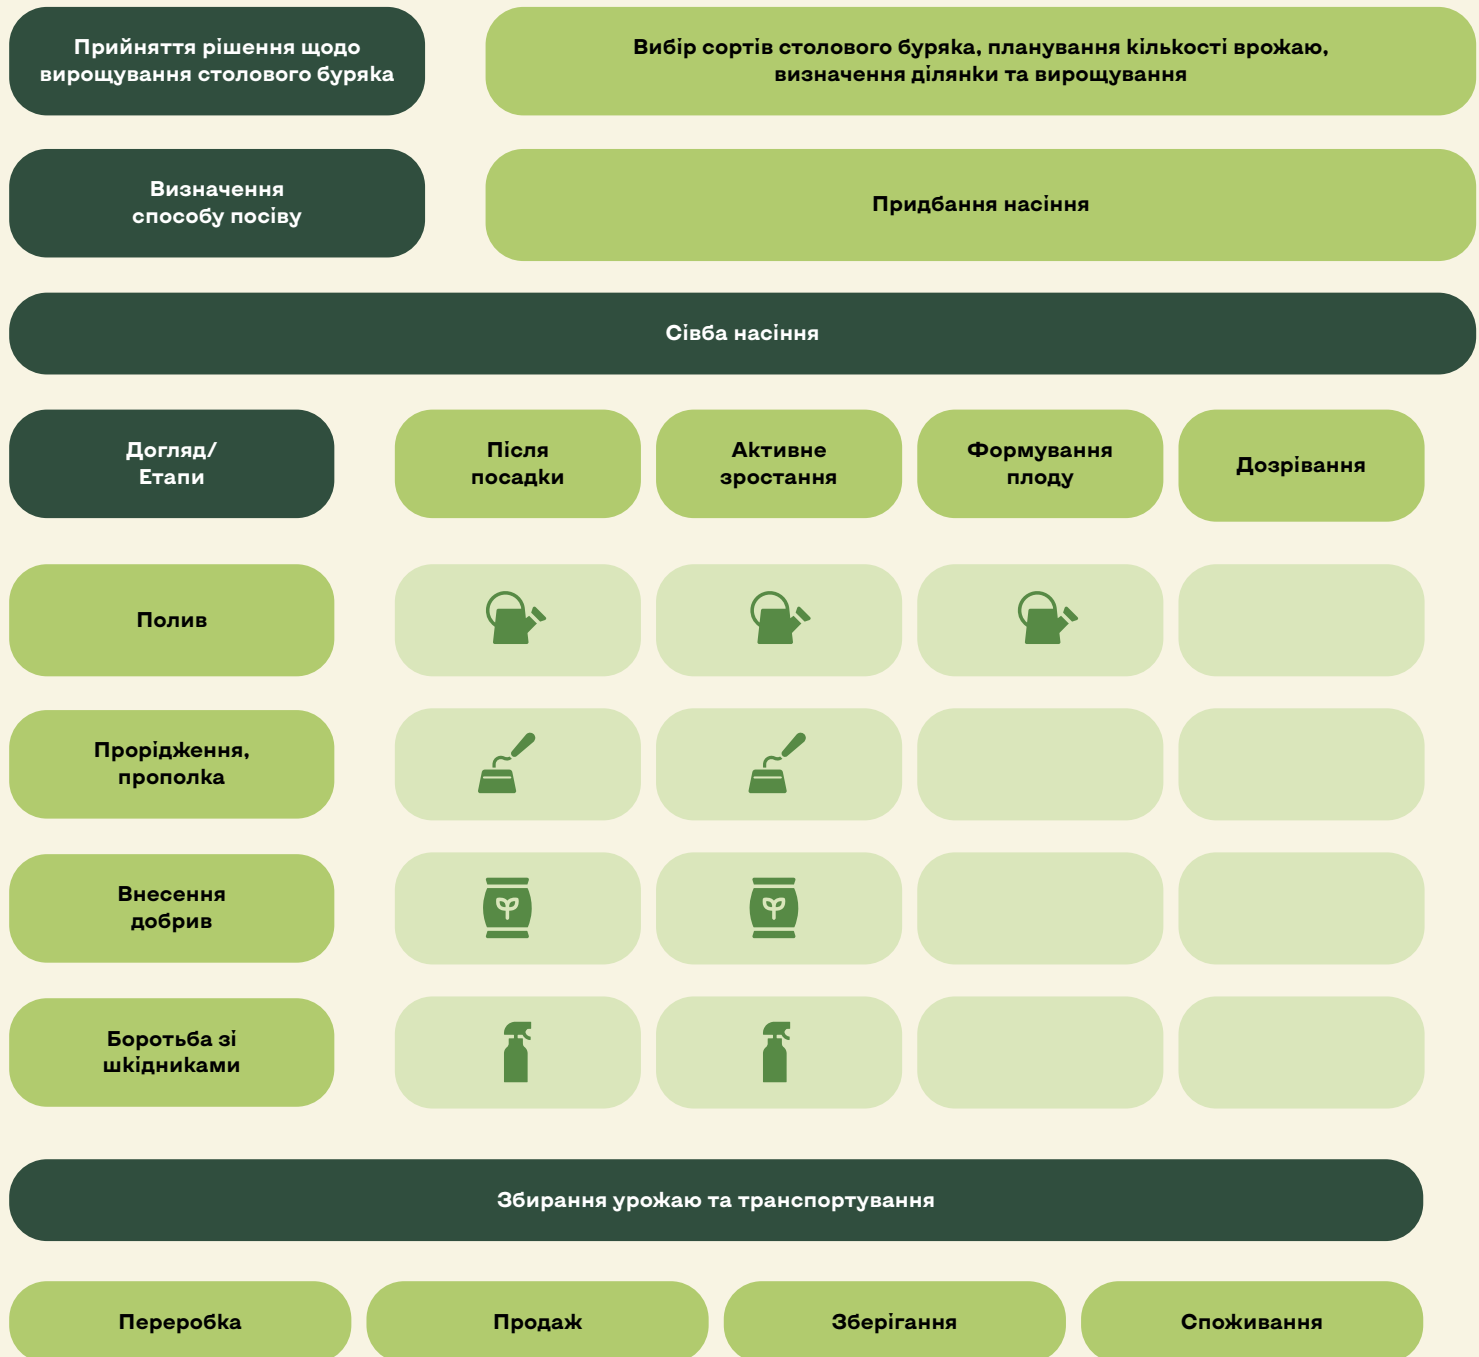 Прийняття рішення щодо
вирощування столового буряка
Вибір сортів столового буряка, планування кількості врожаю,
визначення ділянки та вирощування
Визначення
способу посіву
Придбання насіння
Сівба насіння
Догляд/
Етапи
Після
посадки
Активне
зростання
Формування
плоду
Дозрівання
Полив
Прорідження,
прополка
Внесення
добрив
Боротьба зі
шкідниками
Збирання урожаю та транспортування
Переробка
Продаж
Зберігання
Споживання